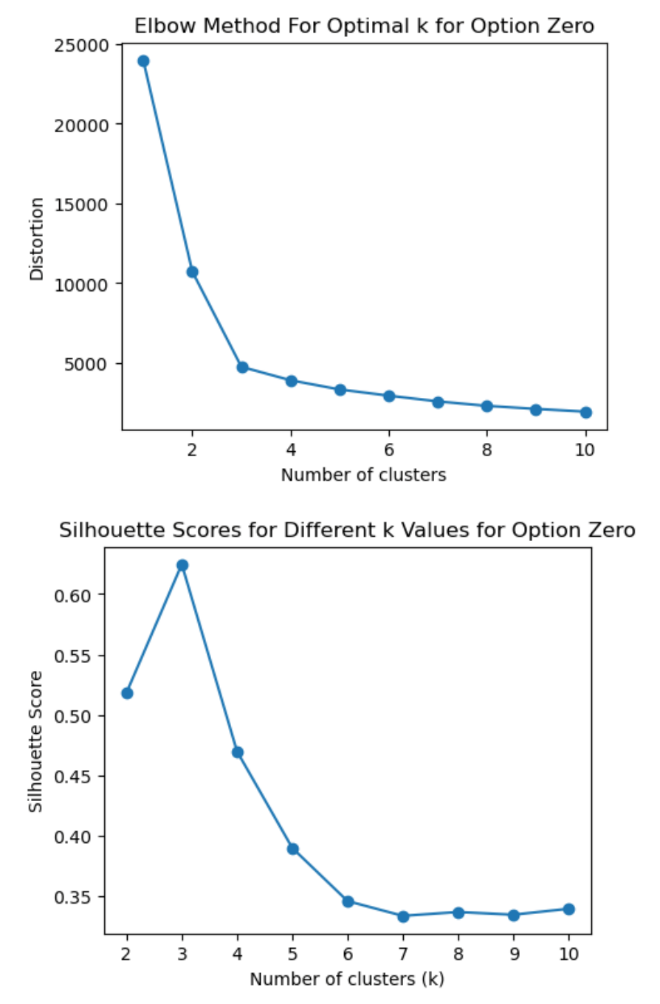 Elbow Method For Optimal k for Option Zero
25000
20000
15000
10000
5000
Distortion
2 4 6 8 10
Number of clusters
Silhouette Scores for Different k Values for Option Zero
0.60
0.55
0.50
0.45
0.40
0.35
Silhouette Score
2 3 4 5 6 7 8 9 10
Number of clusters (k)